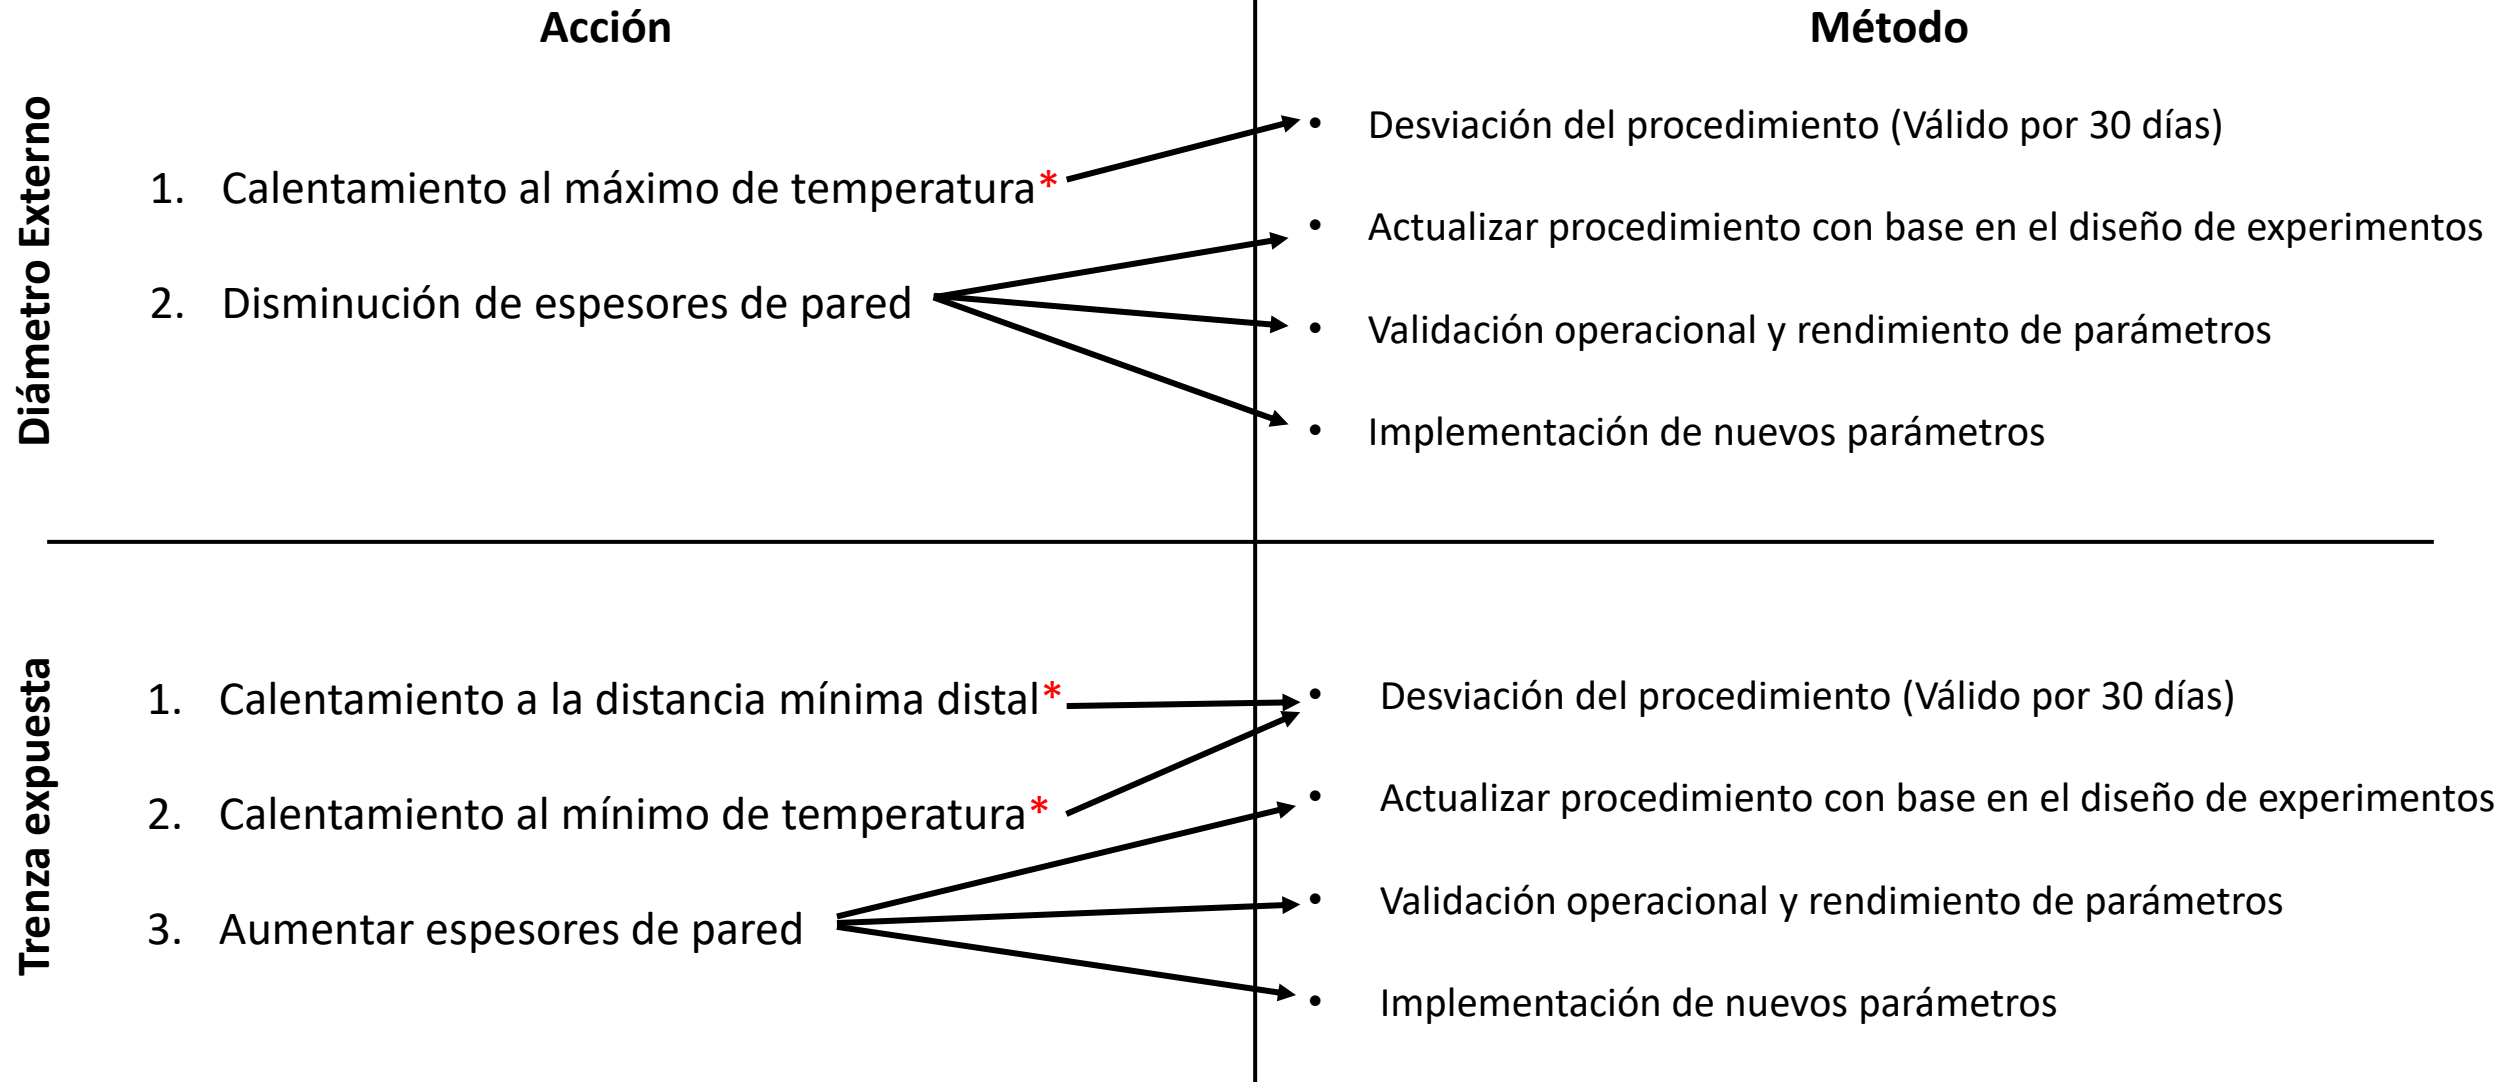 Acción
Método
Diámetro Externo
1. Calentamiento al máximo de temperatura*
2. Disminución de espesores de pared
• Desviación del procedimiento (Válido por 30 días)
• Actualizar procedimiento con base en el diseño de experimentos
• Validación operacional y rendimiento de parámetros
• Implementación de nuevos parámetros
Trenza expuesta
1. Calentamiento a la distancia mínima distal*
2. Calentamiento al mínimo de temperatura*
3. Aumentar espesores de pared
• Desviación del procedimiento (Válido por 30 días)
• Actualizar procedimiento con base en el diseño de experimentos
• Validación operacional y rendimiento de parámetros
• Implementación de nuevos parámetros